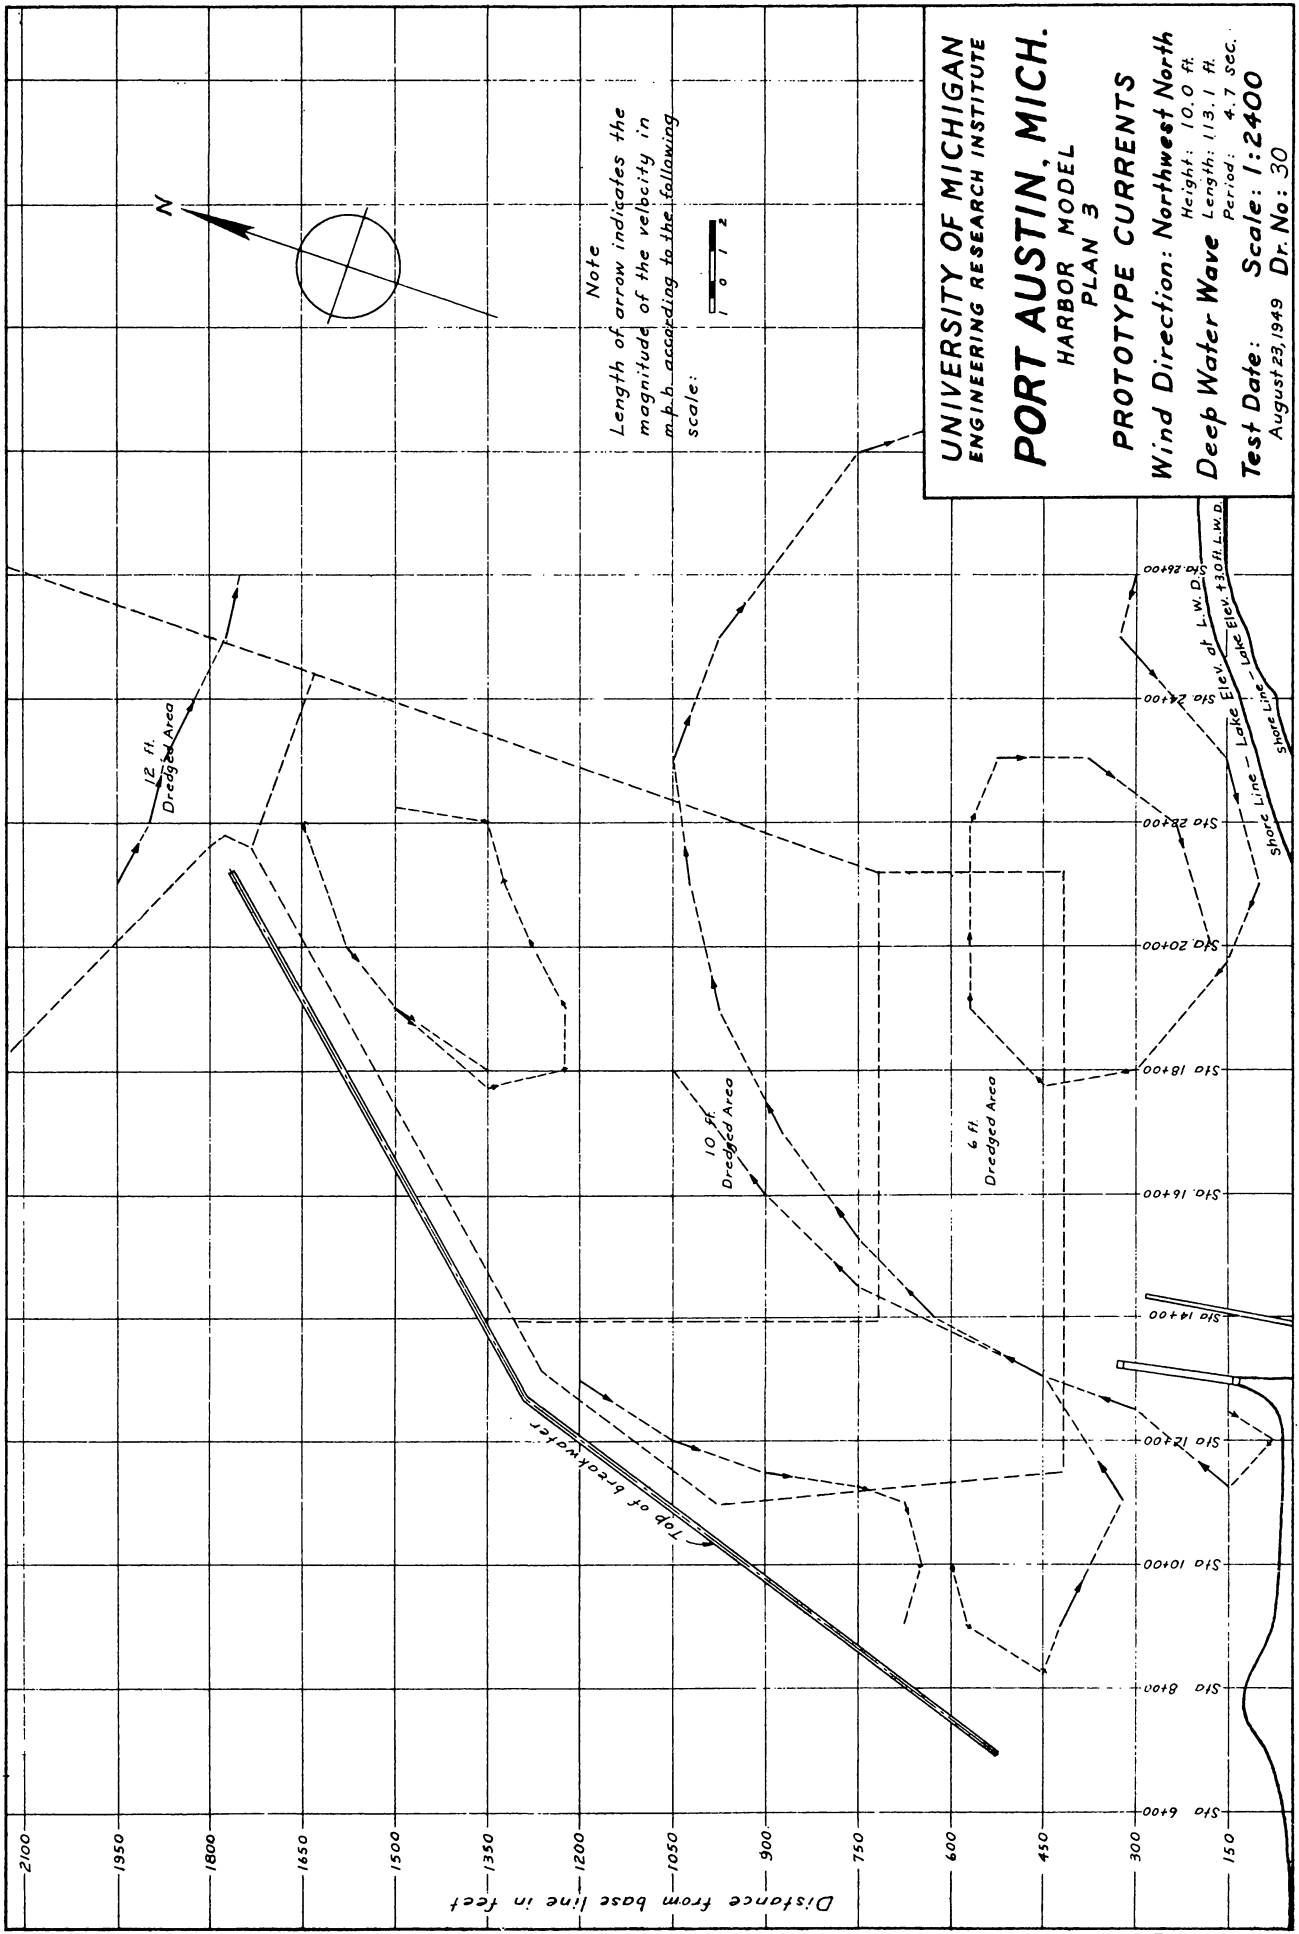 UNIVERSITY OF MICHIGAN
ENGINEERING RESEARCH INSTITUTE
PORT AUSTIN, MICH.
HARBOR MODEL
PLAN 3
PROTOTYPE CURRENTS
Wind Direction: Northwest North
Height: 10.0 ft.
Deep Water Wave Length: 113.1 ft.
Period: 4.7 sec.
Test Date: Scale: 1:2400
August 23, 1949 Dr. No: 30
N
Note
Length of arrow indicates the
magnitude of the velocity in
m.p.h. according to the following
scale:
1 0 1 2
12 ft.
Dredged Area
10 ft.
Dredged Area
6 ft.
Dredged Area
Top of breakwater
Shore Line - Lake Elev. at L.W.D.
Shore Line - Lake Elev. +3.0 ft. L.W.D.
Sta 6+00
Sta 8+00
Sta 10+00
Sta 12+00
Sta 14+00
Sta. 16+00
Sta 18+00
Sta. 20+00
Sta 22+00
Sta. 24+00
Sta. 26+00
2100
1950
1800
1650
1500
1350
1200
1050
900
750
600
450
300
150
Distance from base line in feet